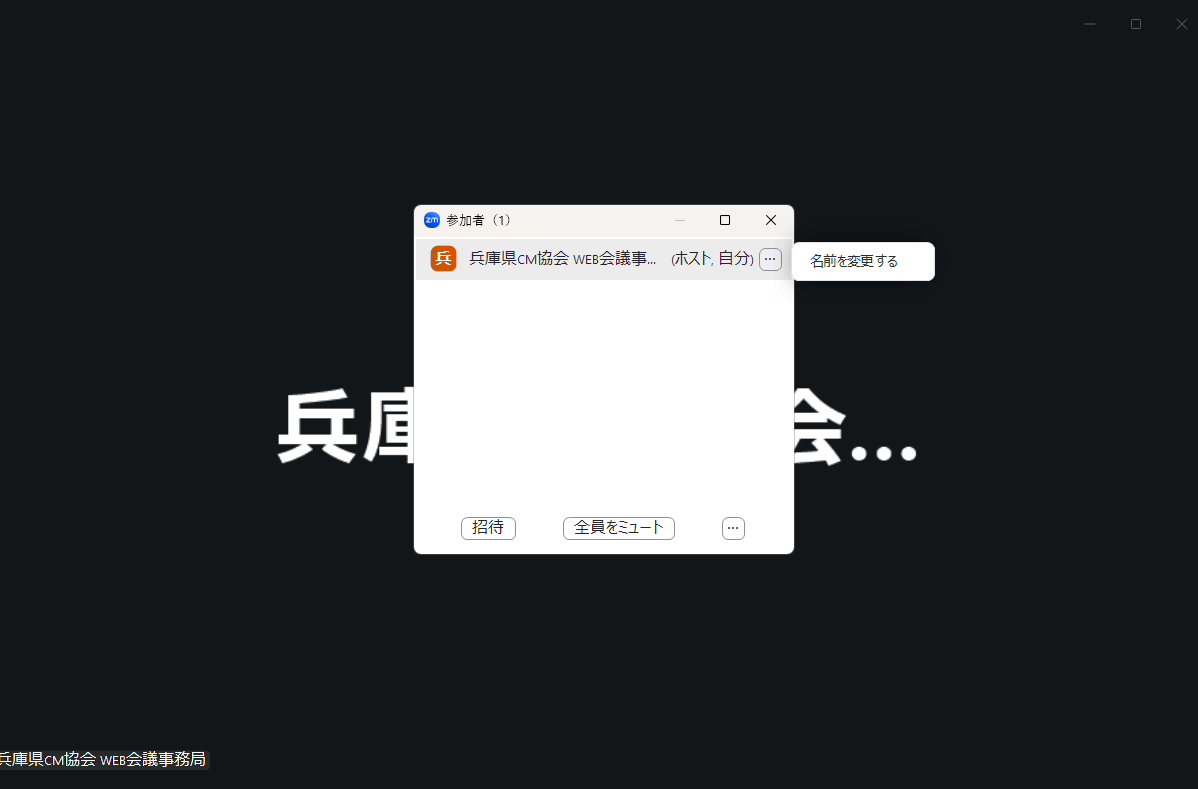 zm 参加者（1）
兵 兵庫県CM協会 WEB会議事... (ホスト, 自分) ...
名前を変更する
兵庫 会...
招待 全員をミュート ...
兵庫県CM協会 WEB会議事務局